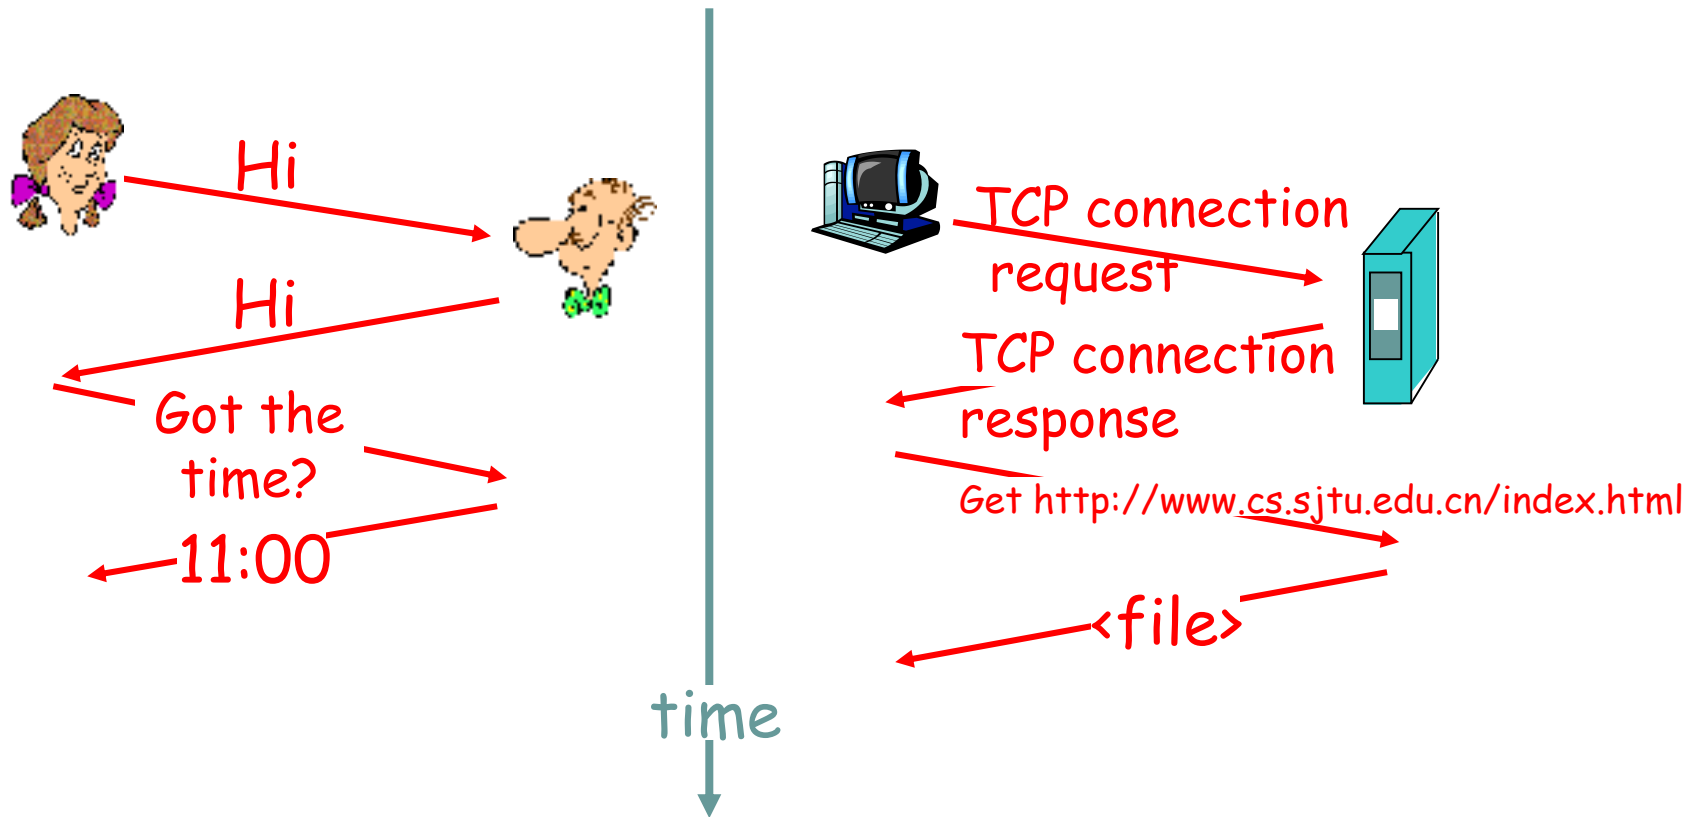 Hi
Hi
Got the
time?
11:00
TCP connection
request
TCP connection
response
Get http://www.cs.sjtu.edu.cn/index.html
<file>
time